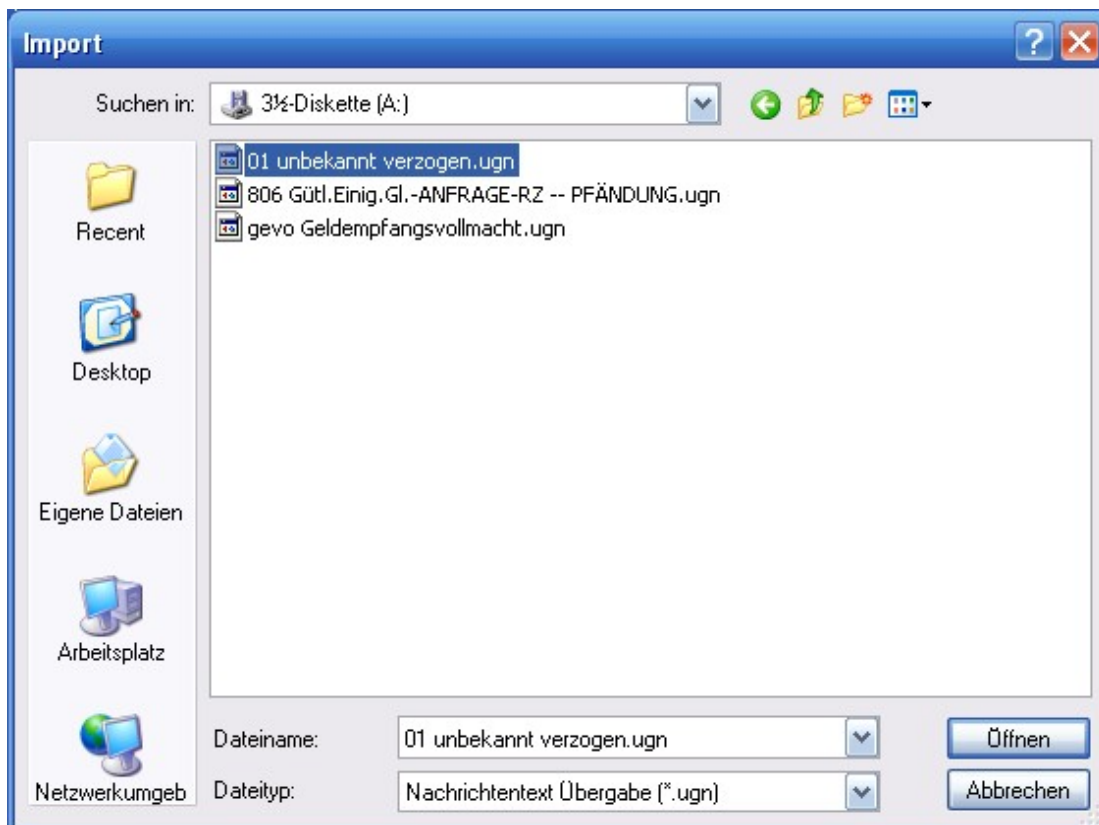 Import
Suchen in:
3½-Diskette (A:)
01 unbekannt verzogen.ugn
806 Gütl.Einig.Gl.-ANFRAGE-RZ -- PFÄNDUNG.ugn
gevo Geldempfangsvollmacht.ugn
Recent
Desktop
Eigene Dateien
Arbeitsplatz
Netzwerkumgeb
Dateiname:
01 unbekannt verzogen.ugn
Öffnen
Dateityp:
Nachrichtentext Übergabe (*.ugn)
Abbrechen